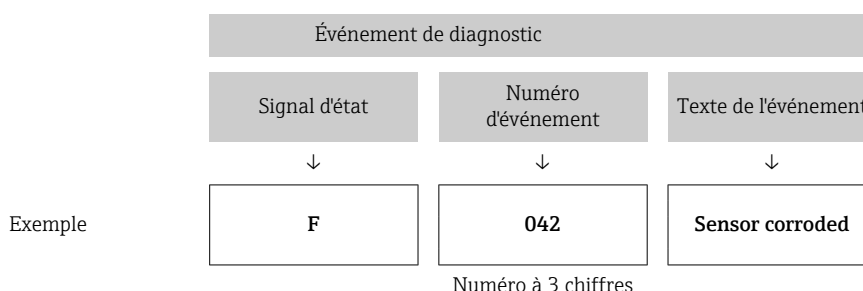 Événement de diagnostic
Signal d'état
Numéro
d'événement
Texte de l'événement
↓ ↓ ↓
Exemple F 042 Sensor corroded
Numéro à 3 chiffres